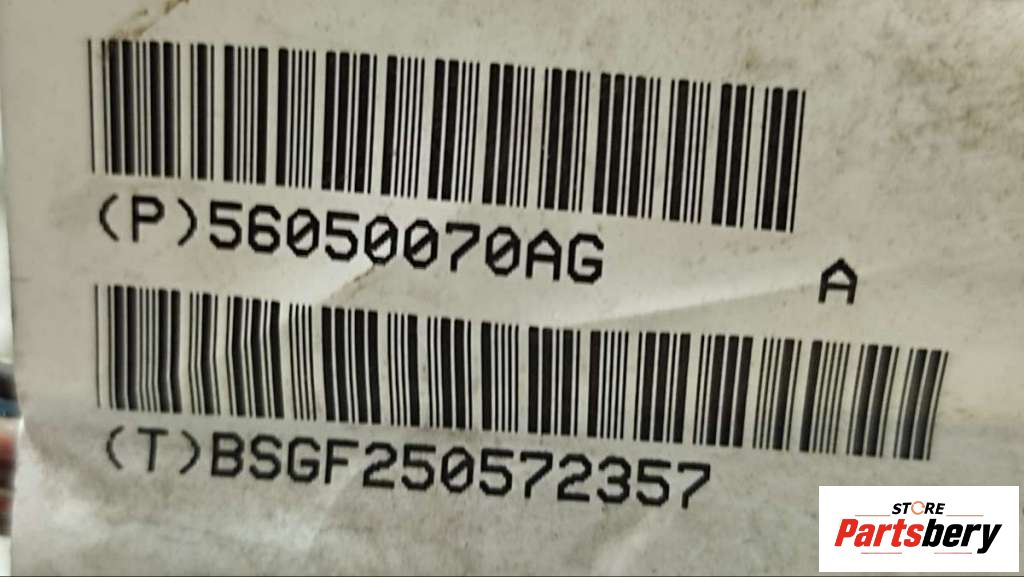 (P)56050070AG
A
(T)BSGF250572357
STORE
Partsbery